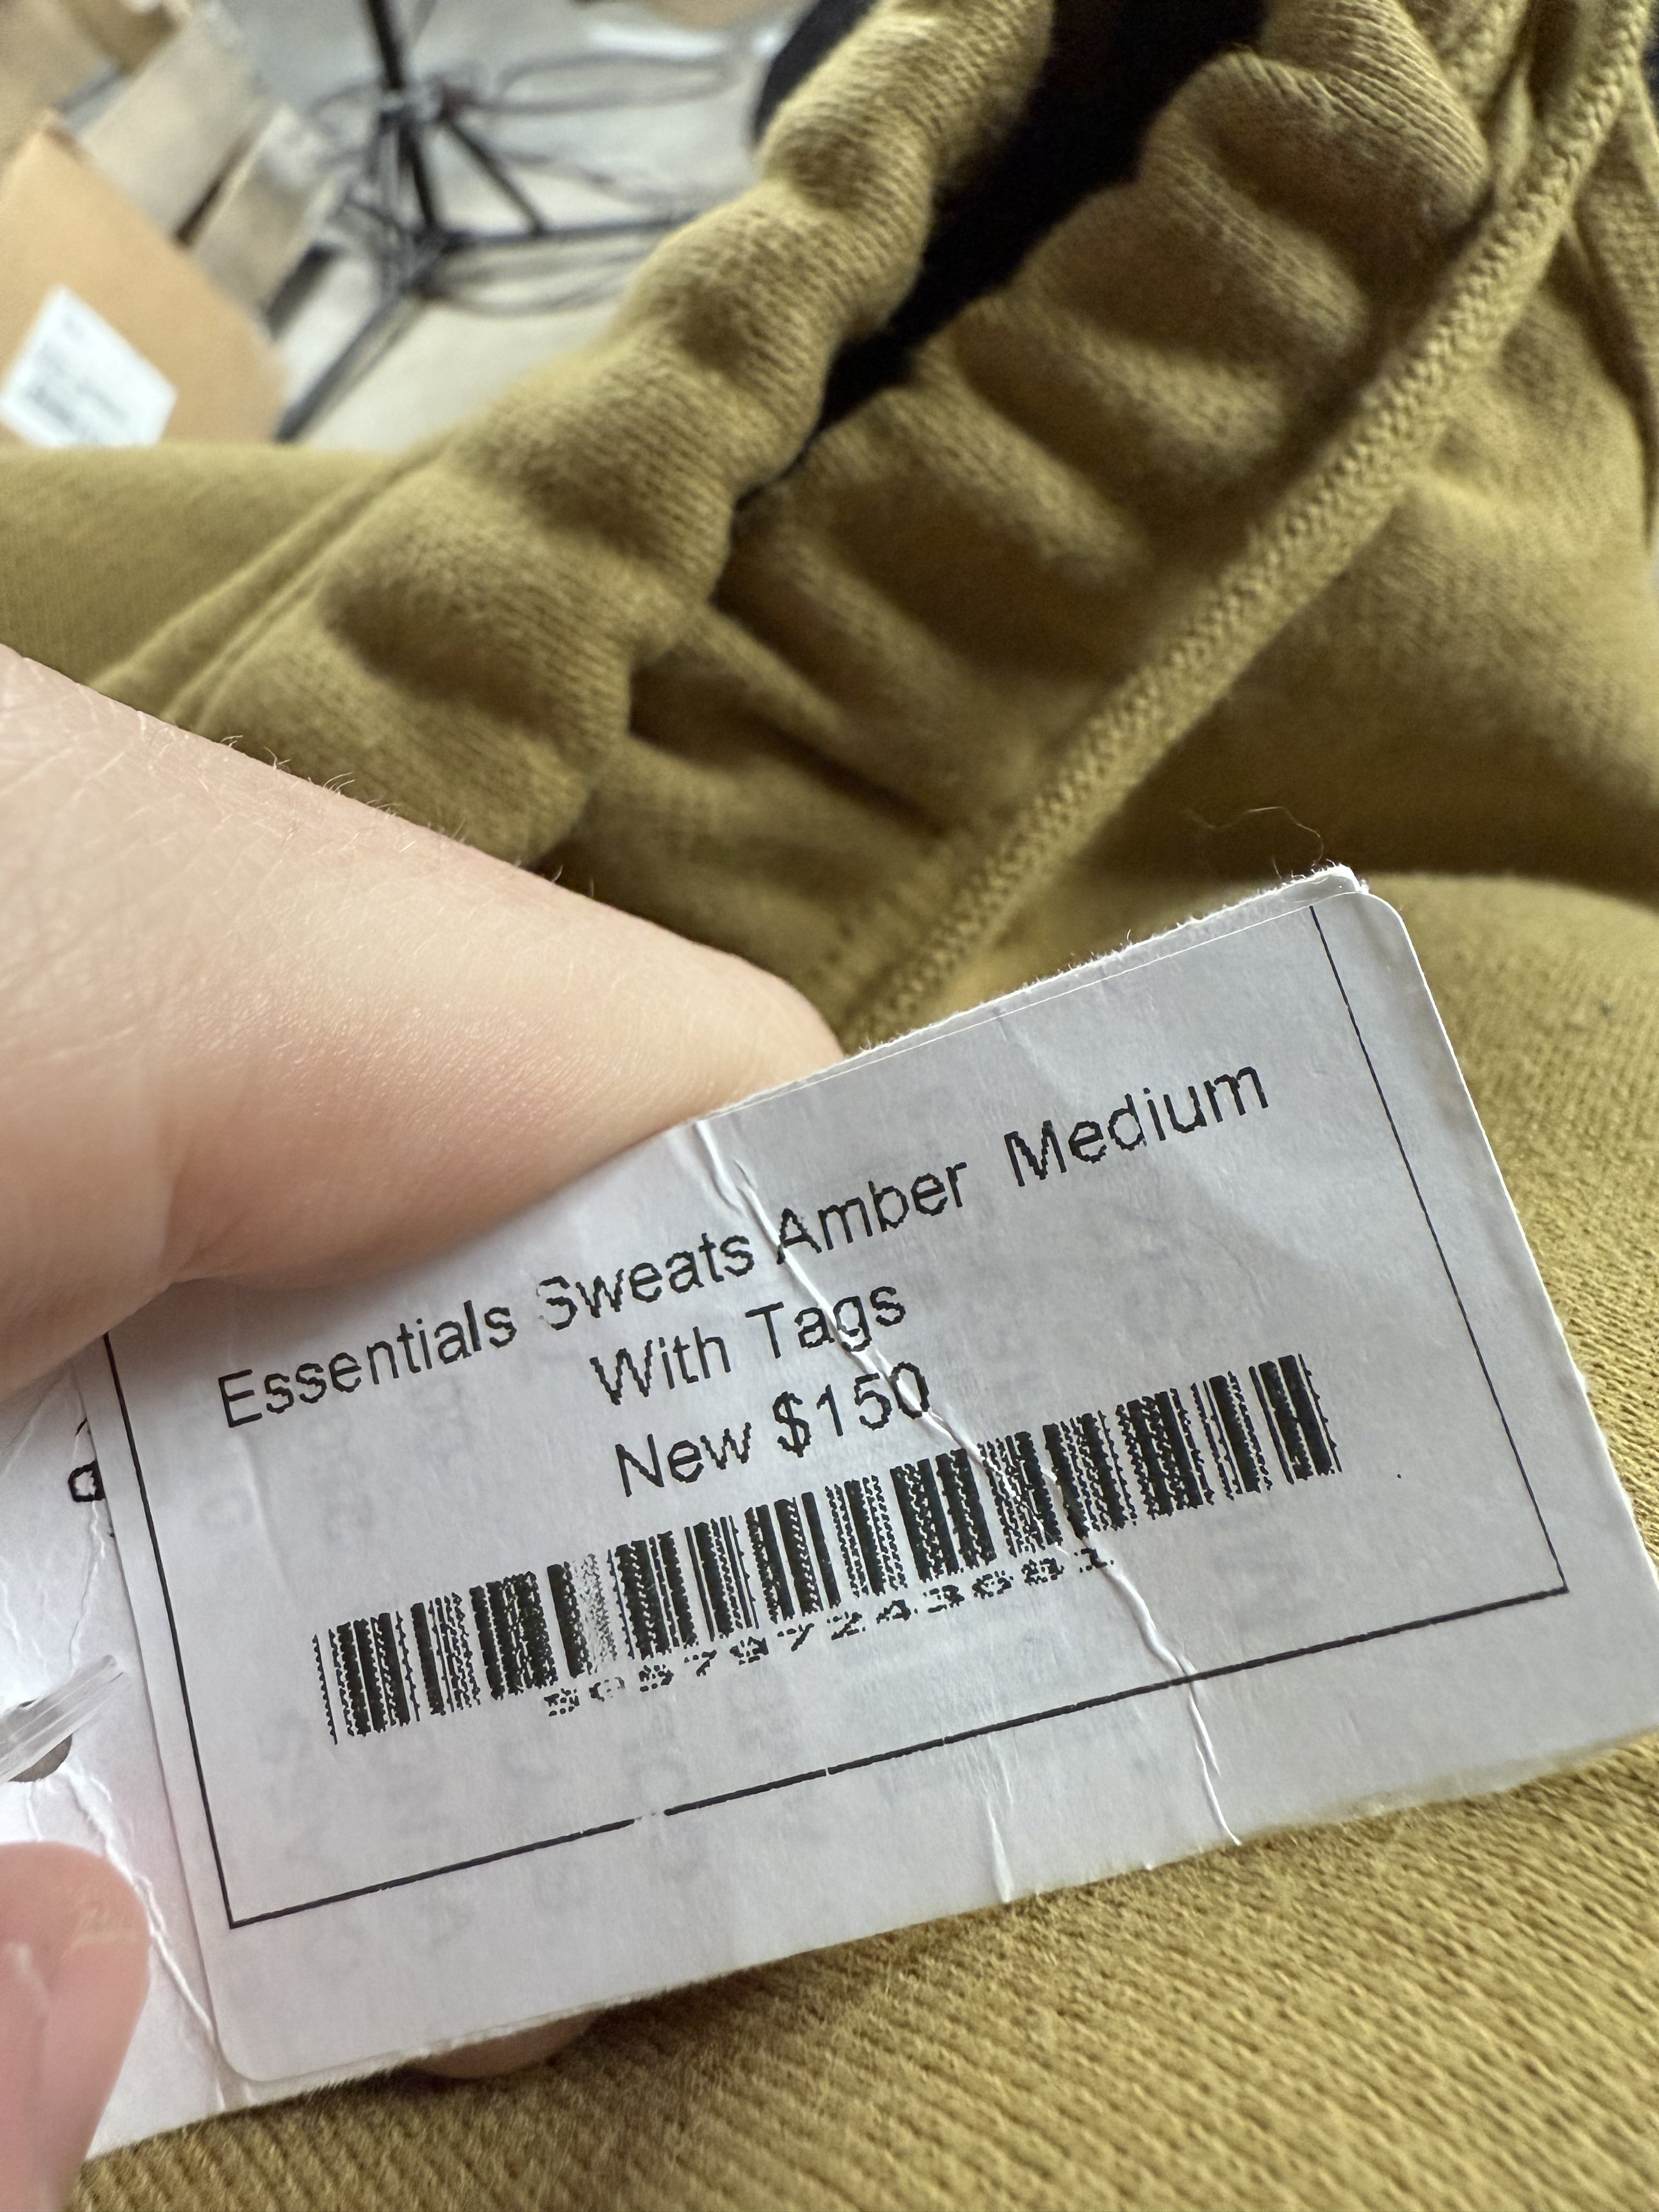 Essentials Sweats Amber Medium
With Tags
New $150